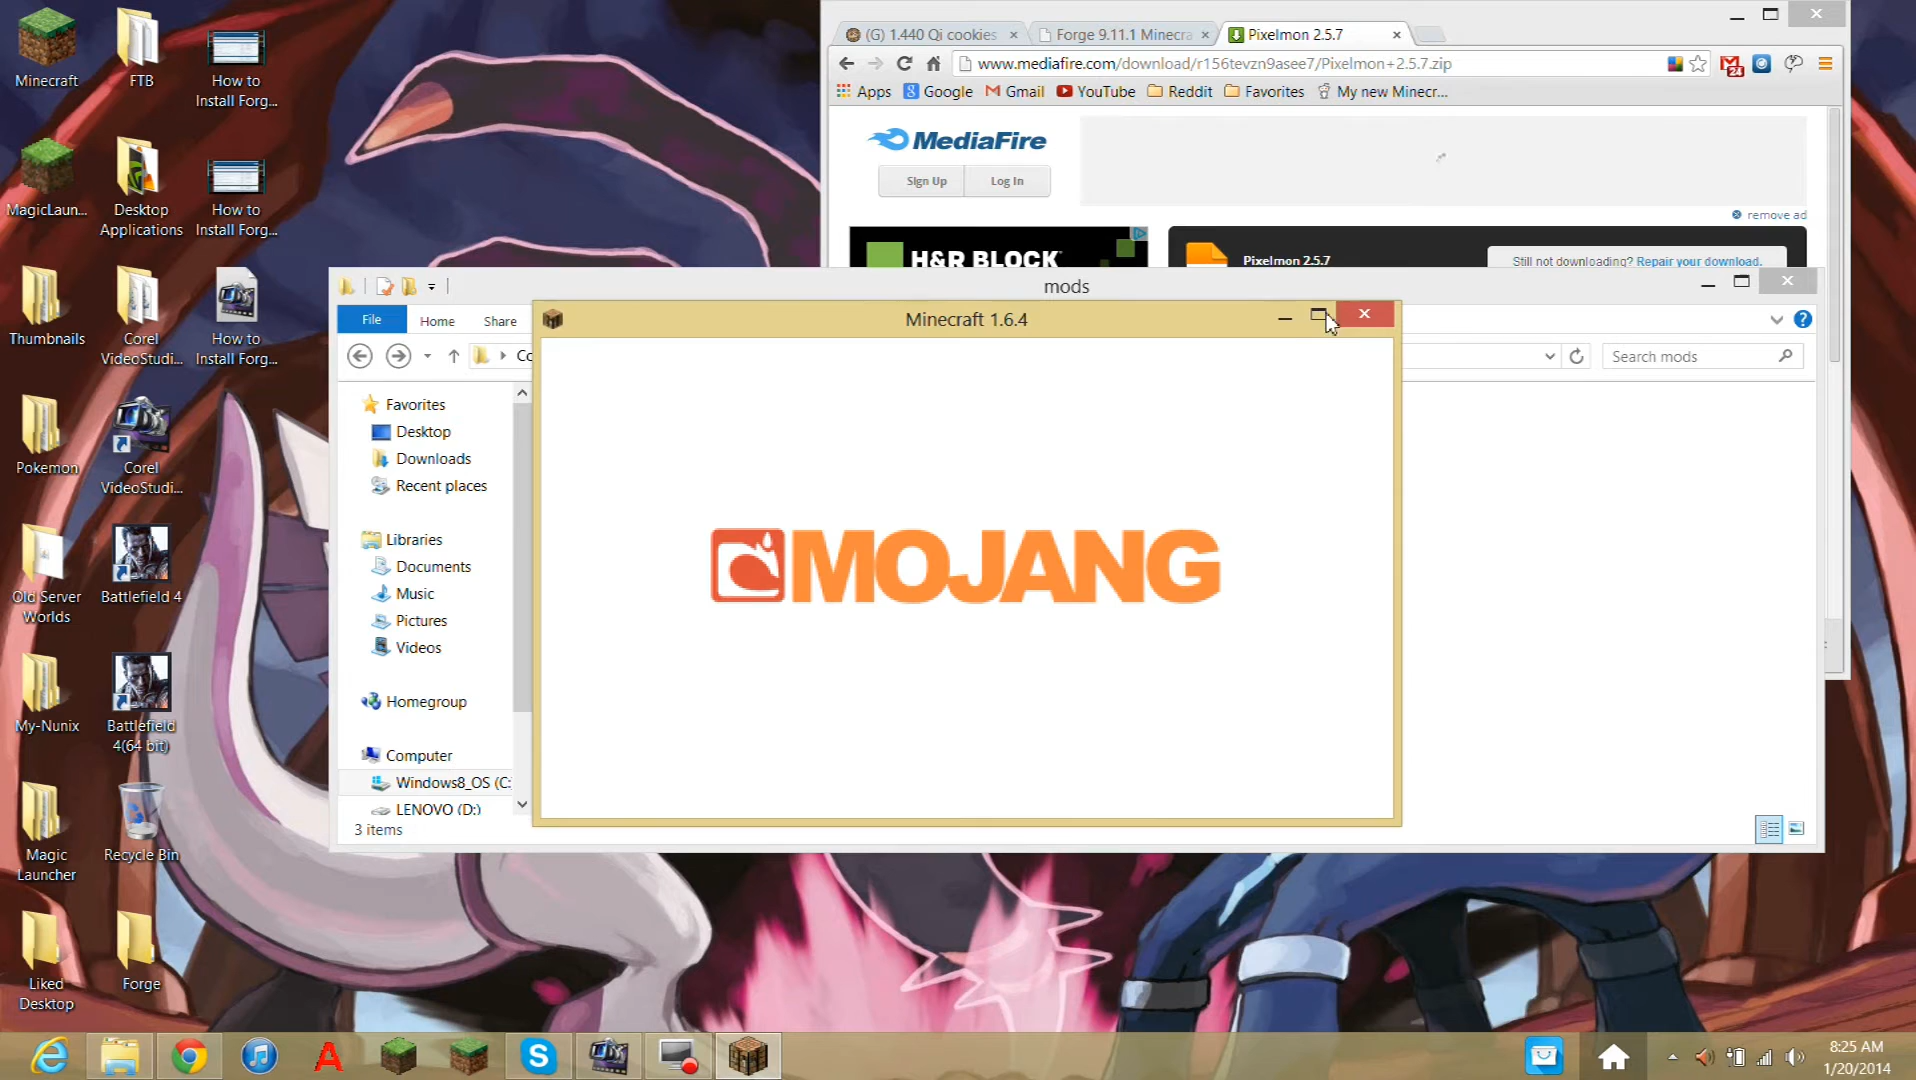 Minecraft
FTB
How to
Install Forg...
MagicLaun...
Desktop
Applications
How to
Install Forg...
Thumbnails
Corel
VideoStudi...
How to
Install Forg...
Pokemon
Corel
VideoStudi...
Old Server
Worlds
Battlefield 4
My-Nunix
Battlefield
4(64 bit)
Magic
Launcher
Recycle Bin
Liked
Desktop
Forge
(G) 1.440 Qi cookies
Forge 9.11.1 Minecra
Pixelmon 2.5.7
www.mediafire.com/download/r156tevzn9asee7/Pixelmon+2.5.7.zip
Apps
Google
Gmail
YouTube
Reddit
Favorites
My new Minecr...
MediaFire
Sign Up
Log In
remove ad
H&R BLOCK
Pixelmon 2.5.7
Still not downloading? Repair your download.
mods
File
Home
Share
Co
Search mods
Favorites
Desktop
Downloads
Recent places
Libraries
Documents
Music
Pictures
Videos
Homegroup
Computer
Windows8_OS (C:
LENOVO (D:)
3 items
Minecraft 1.6.4
MOJANG
8:25 AM
1/20/2014